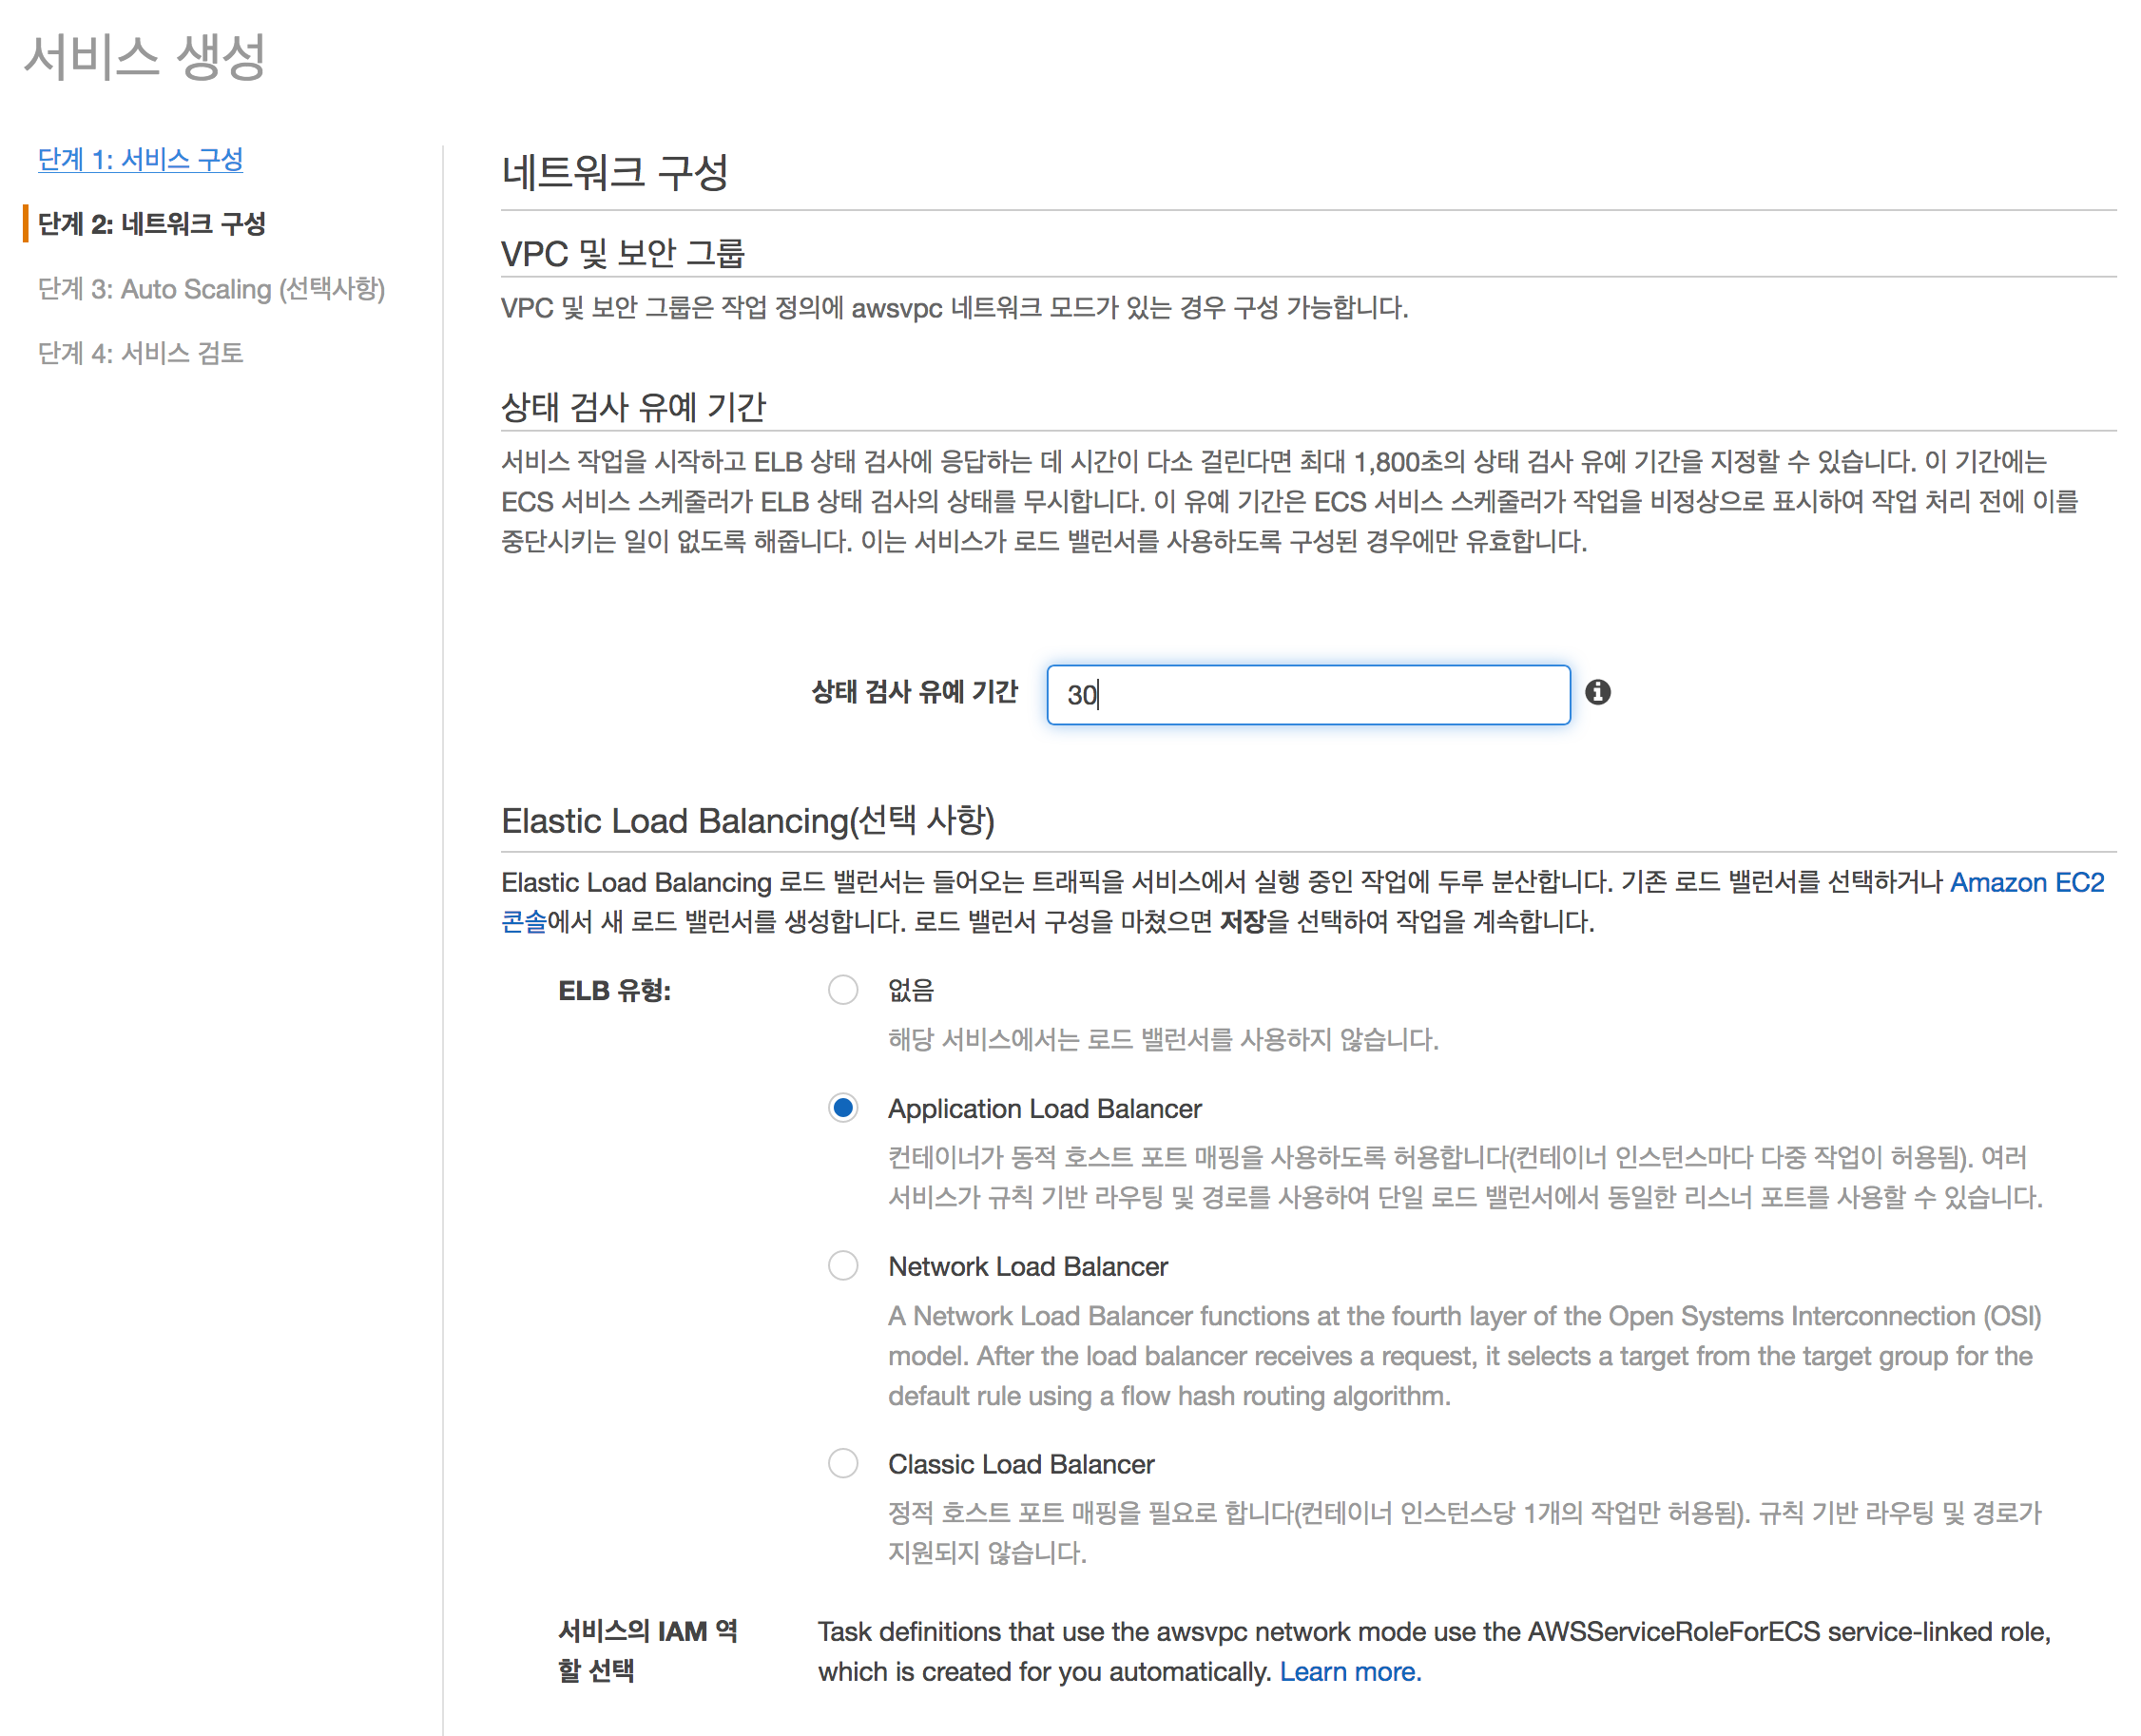 서비스 생성
단계 1: 서비스 구성
단계 2: 네트워크 구성
단계 3: Auto Scaling (선택사항)
단계 4: 서비스 검토
네트워크 구성
VPC 및 보안 그룹
VPC 및 보안 그룹은 작업 정의에 awsvpc 네트워크 모드가 있는 경우 구성 가능합니다.
상태 검사 유예 기간
서비스 작업을 시작하고 ELB 상태 검사에 응답하는 데 시간이 다소 걸린다면 최대 1,800초의 상태 검사 유예 기간을 지정할 수 있습니다. 이 기간에는
ECS 서비스 스케줄러가 ELB 상태 검사의 상태를 무시합니다. 이 유예 기간은 ECS 서비스 스케줄러가 작업을 비정상으로 표시하여 작업 처리 전에 이를
중단시키는 일이 없도록 해줍니다. 이는 서비스가 로드 밸런서를 사용하도록 구성된 경우에만 유효합니다.
상태 검사 유예 기간 30
Elastic Load Balancing(선택 사항)
Elastic Load Balancing 로드 밸런서는 들어오는 트래픽을 서비스에서 실행 중인 작업에 두루 분산합니다. 기존 로드 밸런서를 선택하거나 Amazon EC2
콘솔에서 새 로드 밸런서를 생성합니다. 로드 밸런서 구성을 마쳤으면 저장을 선택하여 작업을 계속합니다.
ELB 유형: 없음
해당 서비스에서는 로드 밸런서를 사용하지 않습니다.
Application Load Balancer
컨테이너가 동적 호스트 포트 매핑을 사용하도록 허용합니다(컨테이너 인스턴스마다 다중 작업이 허용됨). 여러
서비스가 규칙 기반 라우팅 및 경로를 사용하여 단일 로드 밸런서에서 동일한 리스너 포트를 사용할 수 있습니다.
Network Load Balancer
A Network Load Balancer functions at the fourth layer of the Open Systems Interconnection (OSI)
model. After the load balancer receives a request, it selects a target from the target group for the
default rule using a flow hash routing algorithm.
Classic Load Balancer
정적 호스트 포트 매핑을 필요로 합니다(컨테이너 인스턴스당 1개의 작업만 허용됨). 규칙 기반 라우팅 및 경로가
지원되지 않습니다.
서비스의 IAM 역 Task definitions that use the awsvpc network mode use the AWSServiceRoleForECS service-linked role,
할 선택 which is created for you automatically. Learn more.